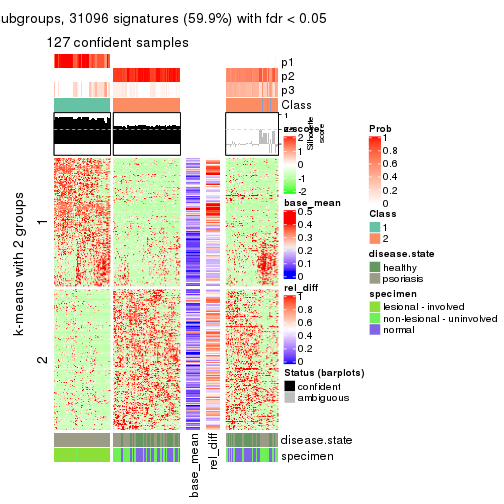 ubgroups, 31096 signatures (59.9%) with fdr < 0.05
127 confident samples
p1
p2
p3
Class
1
Silhouette
score
z-score
2
1
0
-1
-2
Prob
1
0.8
0.6
0.4
0.2
0
k-means with 2 groups
1
2
base_mean
0.5
0.4
0.3
0.2
0.1
0
Class
1
2
disease.state
healthy
psoriasis
rel_diff
1
0.8
0.6
0.4
0.2
0
specimen
lesional - involved
non-lesional - uninvolved
normal
Status (barplots)
confident
ambiguous
disease.state
specimen
base_mean
rel_diff